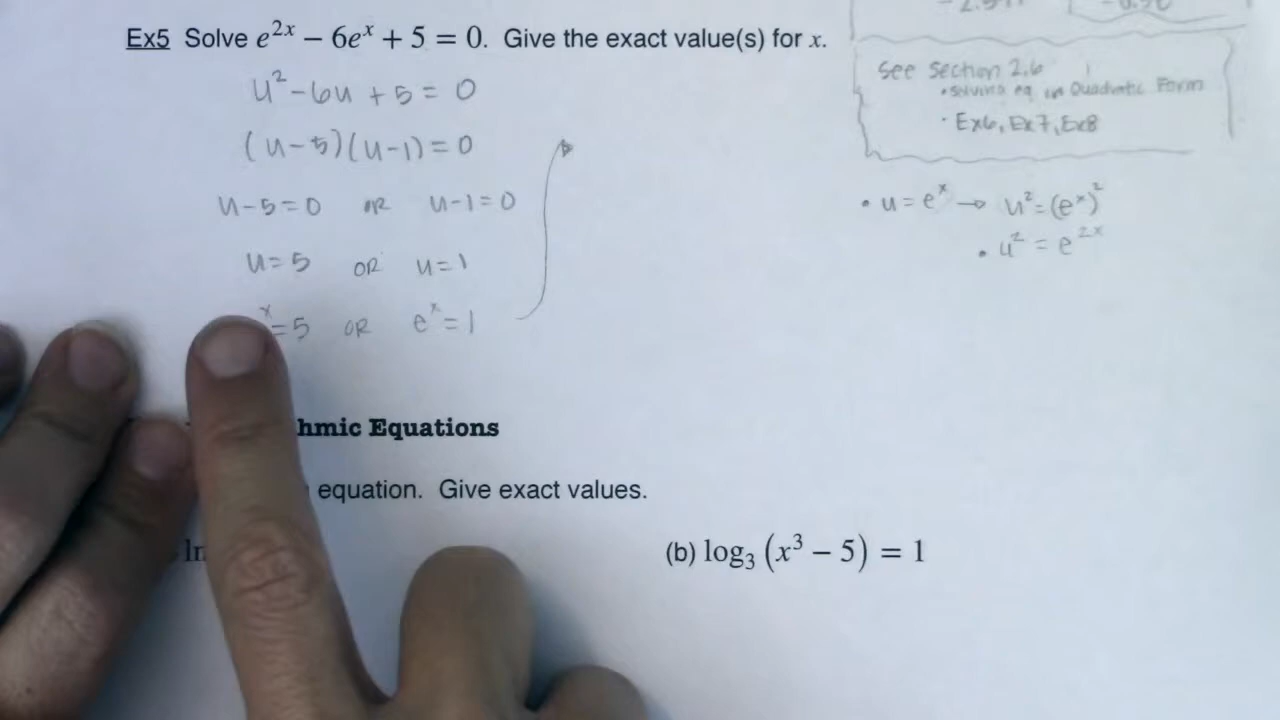 Ex5 Solve e^{2x} − 6e^x + 5 = 0. Give the exact value(s) for x.
u² - 6u + 5 = 0
(u-5)(u-1) = 0
u-5=0 OR u-1=0
u=5 OR u=1
x=5 OR e^x=1
See Section 2.6
• Solving eq in Quadratic Form
• Ex6, Ex7, Ex8
• u = e^x → u² = (e^x)²
• u² = e^{2x}
hmic Equations
equation. Give exact values.
ln
(b) log₃ (x³ − 5) = 1